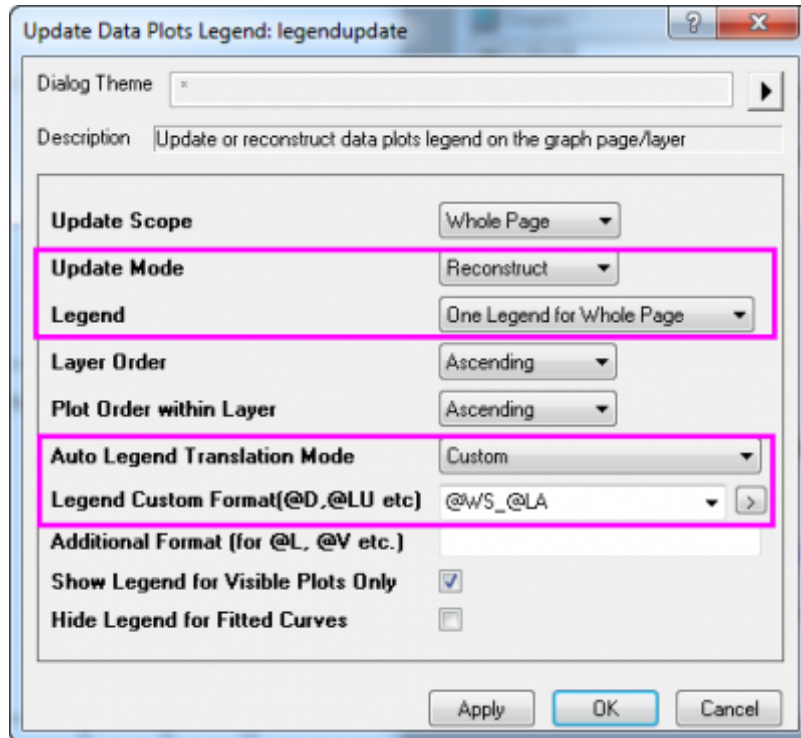 Update Data Plots Legend: legendupdate
Dialog Theme *
Description Update or reconstruct data plots legend on the graph page/layer
Update Scope Whole Page
Update Mode Reconstruct
Legend One Legend for Whole Page
Layer Order Ascending
Plot Order within Layer Ascending
Auto Legend Translation Mode Custom
Legend Custom Format(@D,@LU etc) @WS_@LA
Additional Format (for @L, @V etc.)
Show Legend for Visible Plots Only
Hide Legend for Fitted Curves
Apply OK Cancel